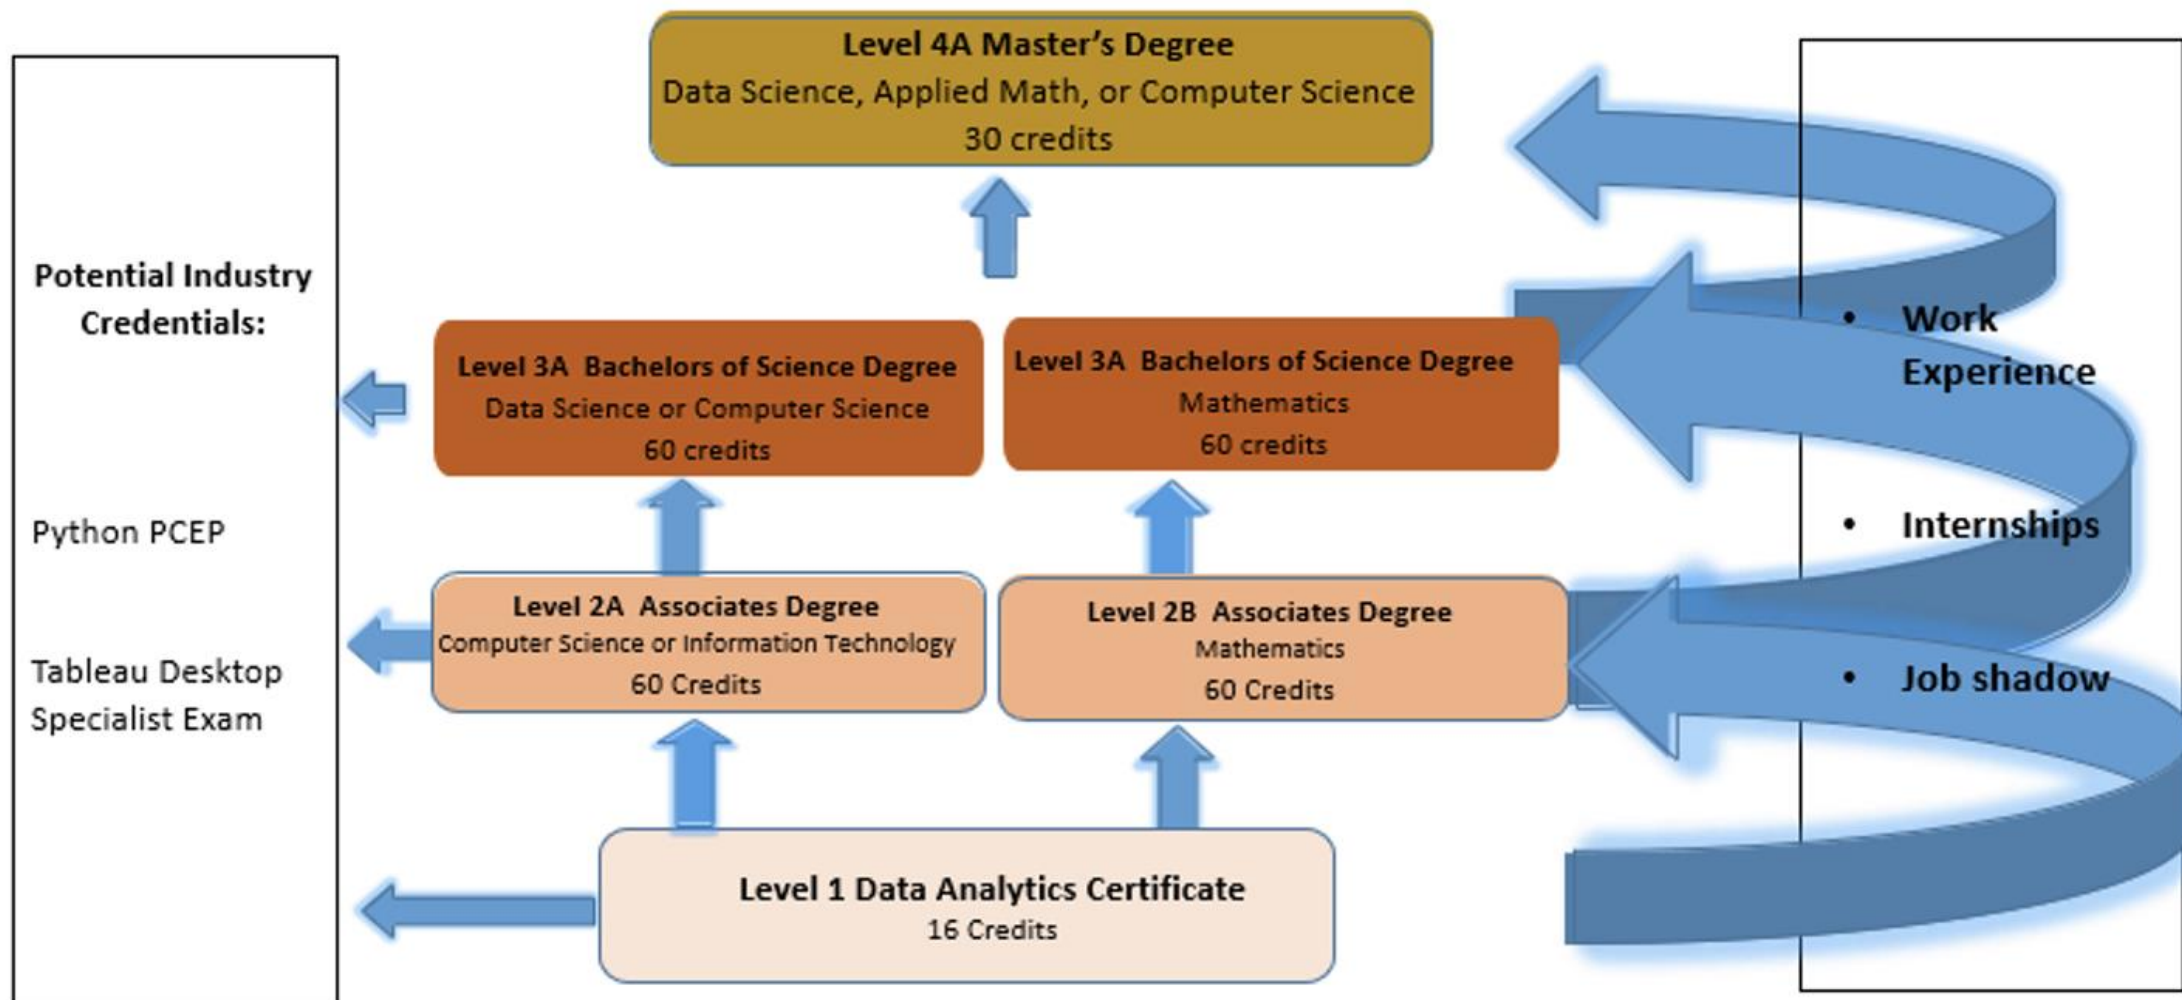 Level 4A Master’s Degree
Data Science, Applied Math, or Computer Science
30 credits
Potential Industry
Credentials:
Python PCEP
Tableau Desktop
Specialist Exam
Level 3A  Bachelors of Science Degree
Data Science or Computer Science
60 credits
Level 3A  Bachelors of Science Degree
Mathematics
60 credits
Level 2A  Associates Degree
Computer Science or Information Technology
60 Credits
Level 2B  Associates Degree
Mathematics
60 Credits
Level 1 Data Analytics Certificate
16 Credits
• Work
Experience
• Internships
• Job shadow